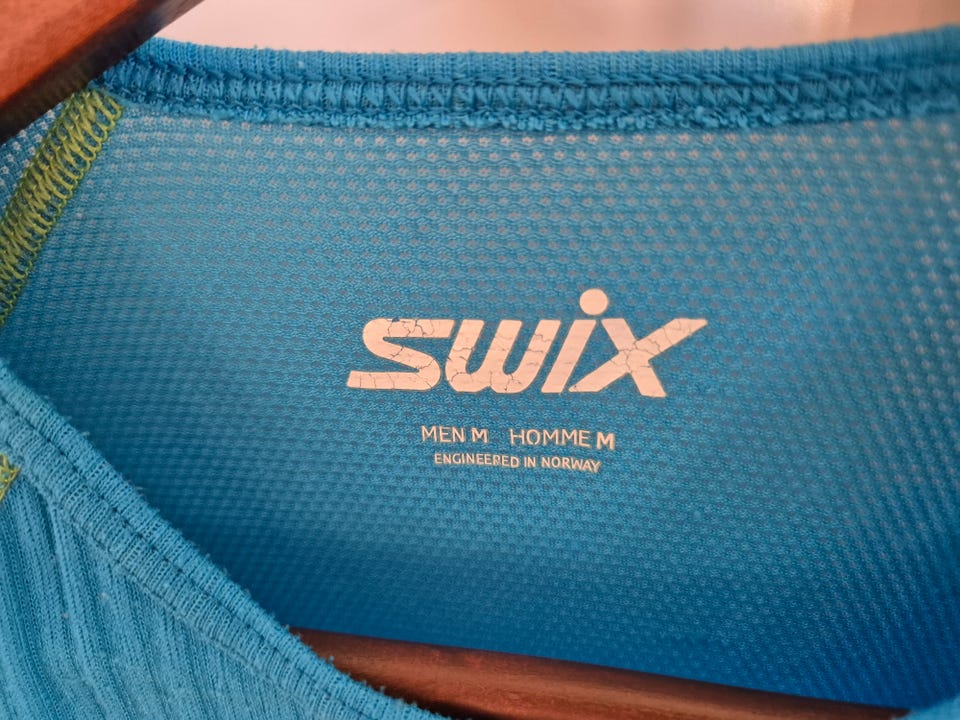 swix
MEN M HOMME M
ENGINEERED IN NORWAY